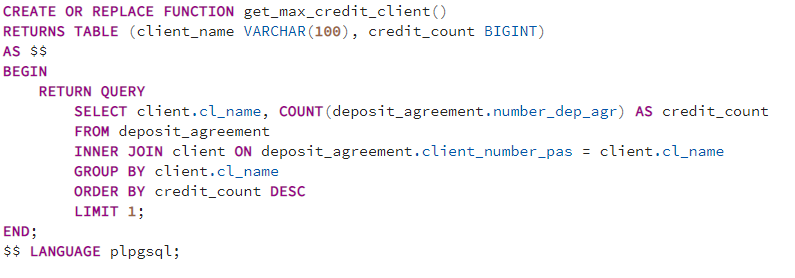 CREATE OR REPLACE FUNCTION get_max_credit_client()
RETURNS TABLE (client_name VARCHAR(100), credit_count BIGINT)
AS $$
BEGIN
    RETURN QUERY
        SELECT client.cl_name, COUNT(deposit_agreement.number_dep_agr) AS credit_count
        FROM deposit_agreement
        INNER JOIN client ON deposit_agreement.client_number_pas = client.cl_name
        GROUP BY client.cl_name
        ORDER BY credit_count DESC
        LIMIT 1;
END;
$$ LANGUAGE plpgsql;